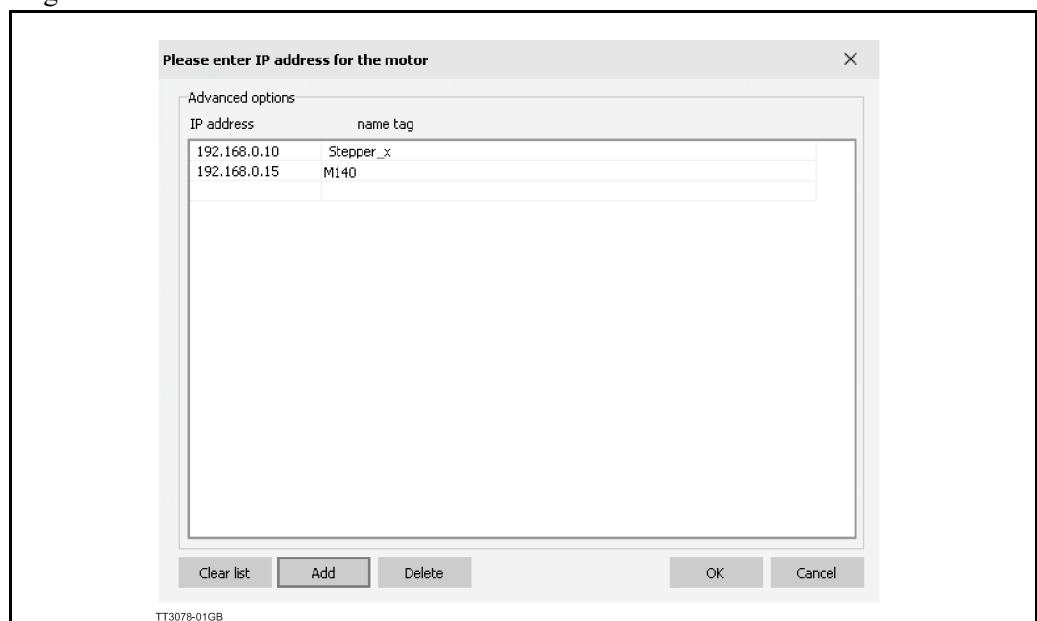 Please enter IP address for the motor
Advanced options
IP address name tag
192.168.0.10 Stepper_x
192.168.0.15 M140
Clear list Add Delete OK Cancel
TT3078-01GB